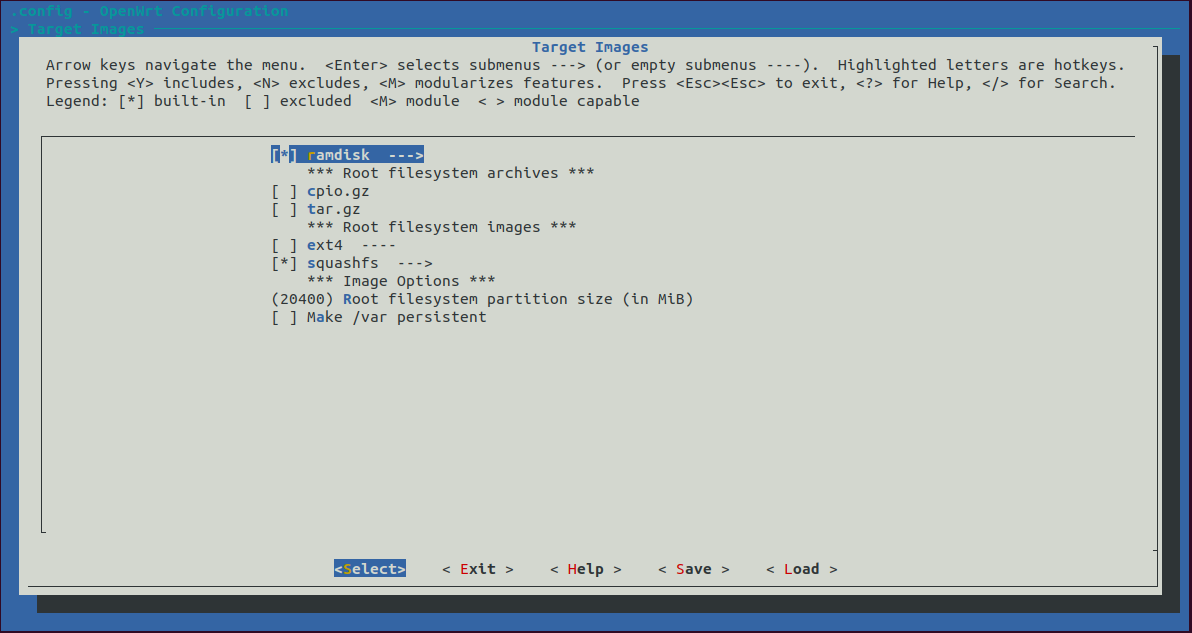 .config - OpenWrt Configuration
> Target Images
Target Images
Arrow keys navigate the menu.  <Enter> selects submenus ---> (or empty submenus ----).  Highlighted letters are hotkeys.
Pressing <Y> includes, <N> excludes, <M> modularizes features.  Press <Esc><Esc> to exit, <?> for Help, </> for Search.
Legend: [*] built-in  [ ] excluded  <M> module  < > module capable
[*] ramdisk  --->
*** Root filesystem archives ***
[ ] cpio.gz
[ ] tar.gz
*** Root filesystem images ***
[ ] ext4  ----
[*] squashfs  --->
*** Image Options ***
(20400) Root filesystem partition size (in MiB)
[ ] Make /var persistent
<Select>    < Exit >    < Help >    < Save >    < Load >